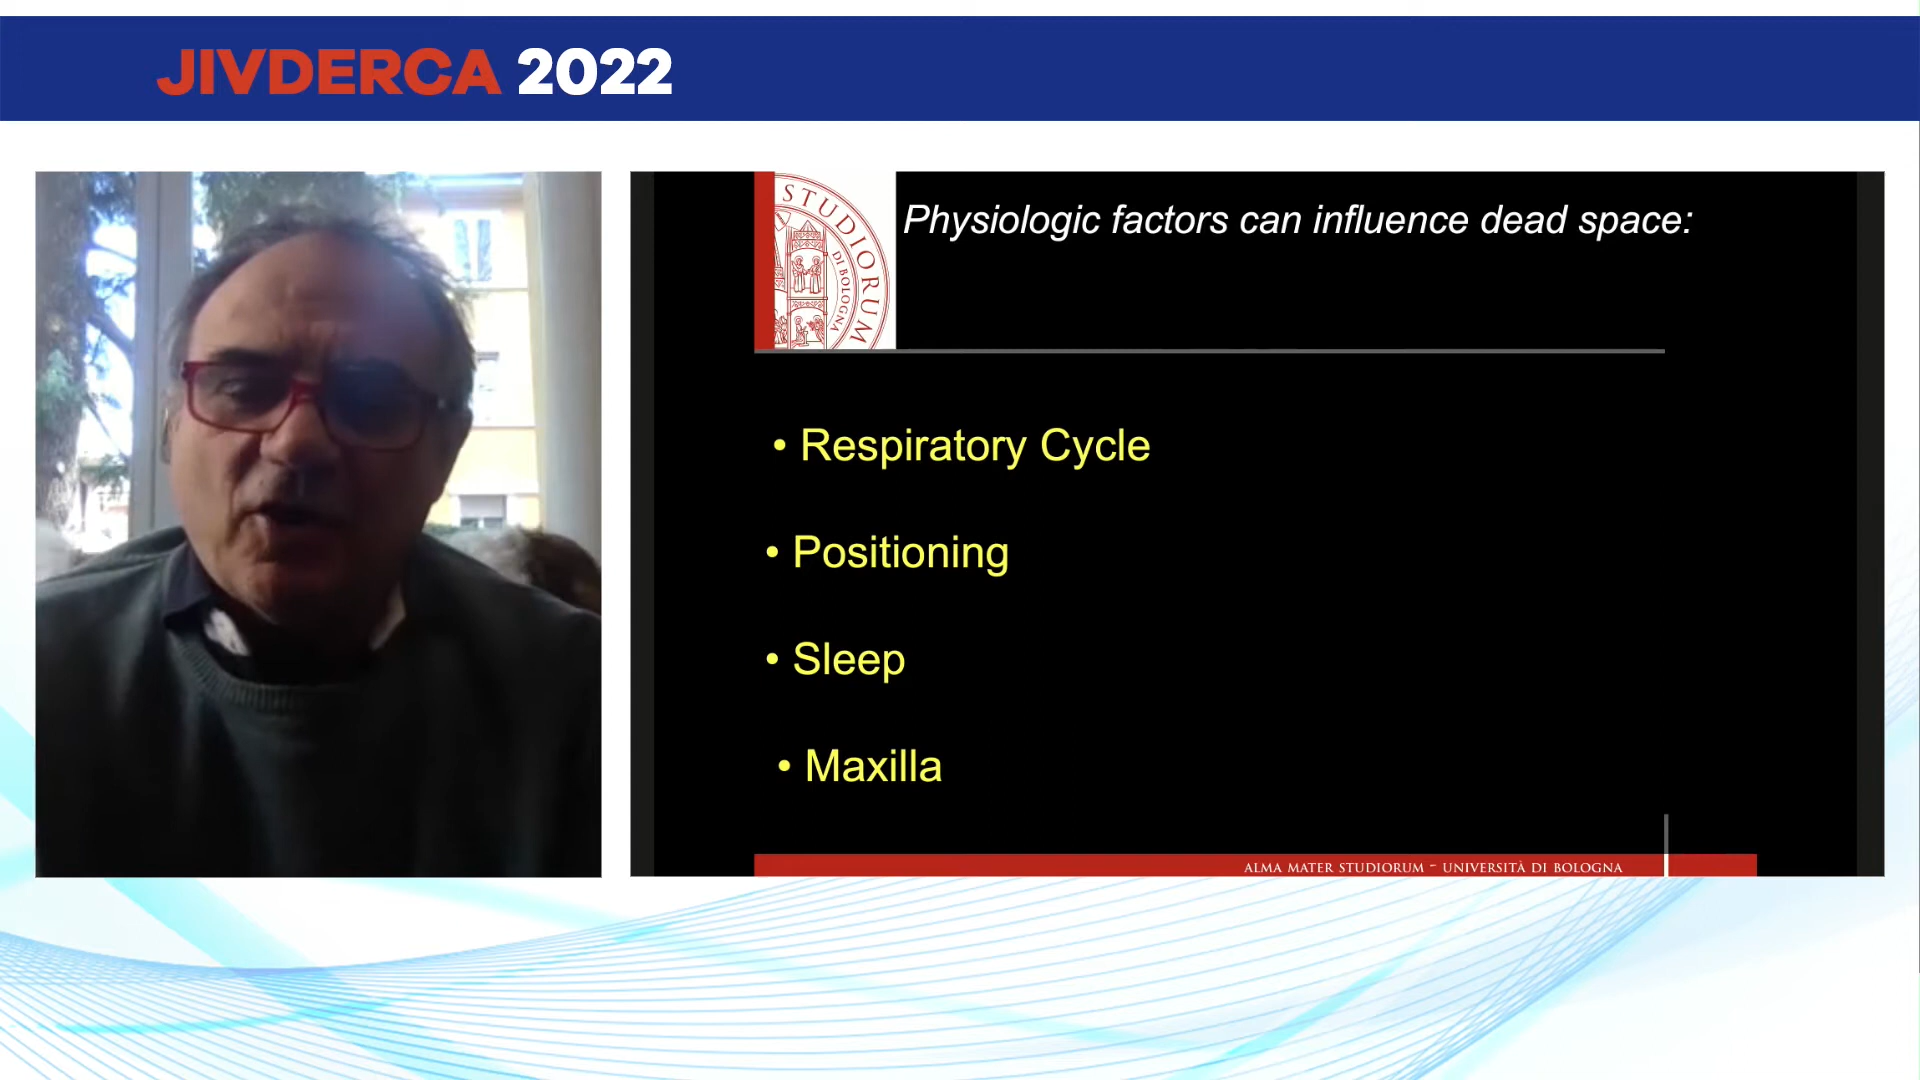 JIVDERCA 2022
STUDIORUM
DI BOLOGNA
Physiologic factors can influence dead space:
• Respiratory Cycle
• Positioning
• Sleep
• Maxilla
ALMA MATER STUDIORUM ~ UNIVERSITÀ DI BOLOGNA